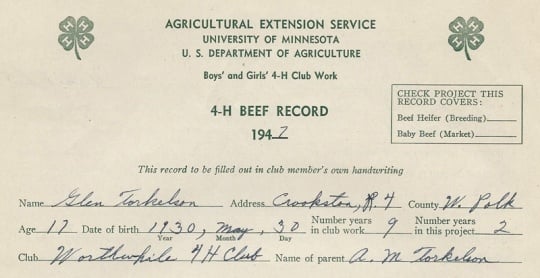 H H H H
H H H H
AGRICULTURAL EXTENSION SERVICE
UNIVERSITY OF MINNESOTA
U. S. DEPARTMENT OF AGRICULTURE
Boys' and Girls' 4-H Club Work
CHECK PROJECT THIS
RECORD COVERS:
Beef Heifer (Breeding)
Baby Beef (Market)
4-H BEEF RECORD
1947
This record to be filled out in club member's own handwriting
Name Glen Torkelson Address Crookston, R. 4 County W. Polk
Age 17 Date of birth 1930, May, 30 Number years in club work 9 Number years in this project 2
Year Month Day
Club Worthwhile 4H Club Name of parent A. M Torkelson